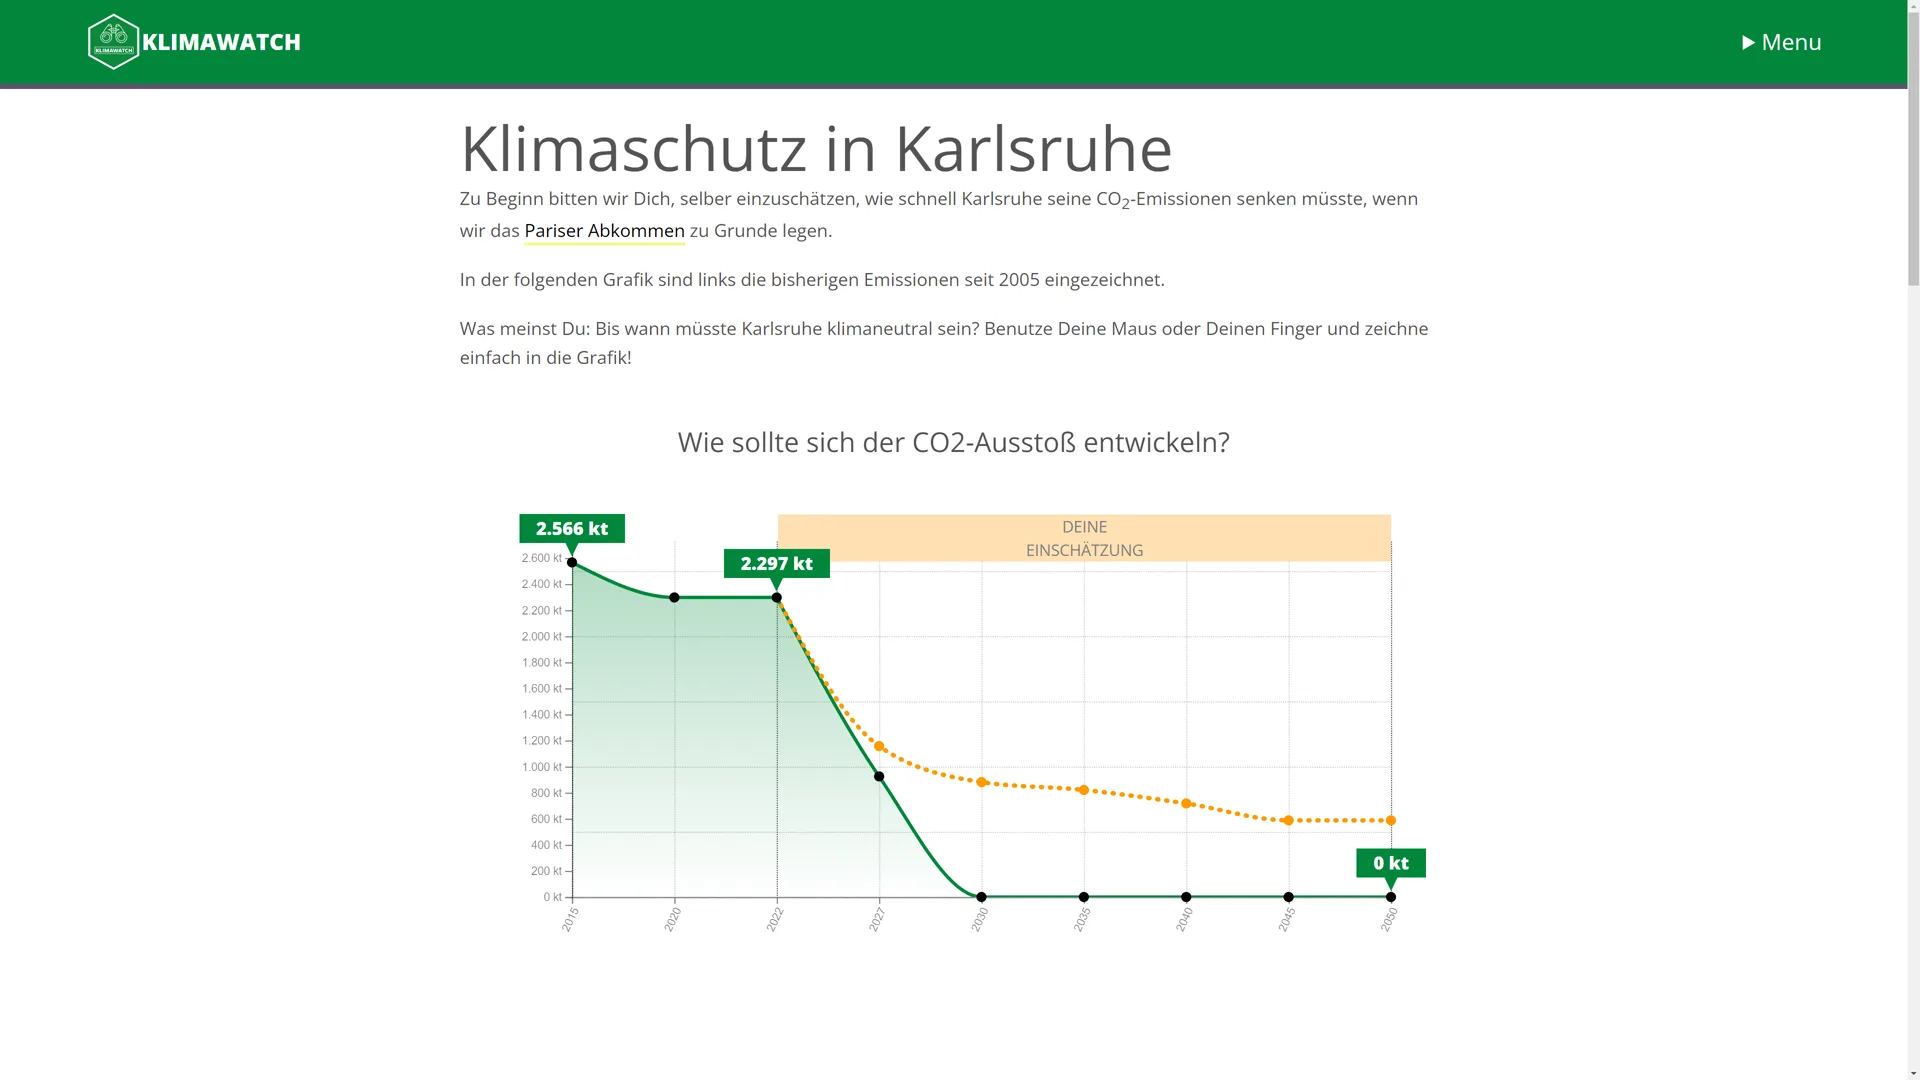 KLIMAWATCH
KLIMAWATCH
Menu
Klimaschutz in Karlsruhe
Zu Beginn bitten wir Dich, selber einzuschätzen, wie schnell Karlsruhe seine CO2-Emissionen senken müsste, wenn
wir das Pariser Abkommen zu Grunde legen.
In der folgenden Grafik sind links die bisherigen Emissionen seit 2005 eingezeichnet.
Was meinst Du: Bis wann müsste Karlsruhe klimaneutral sein? Benutze Deine Maus oder Deinen Finger und zeichne
einfach in die Grafik!
Wie sollte sich der CO2-Ausstoß entwickeln?
DEINE
EINSCHÄTZUNG
2.566 kt
2.297 kt
0 kt
2.600 kt
2.400 kt
2.200 kt
2.000 kt
1.800 kt
1.600 kt
1.400 kt
1.200 kt
1.000 kt
800 kt
600 kt
400 kt
200 kt
0 kt
2015
2020
2022
2027
2030
2035
2040
2045
2050